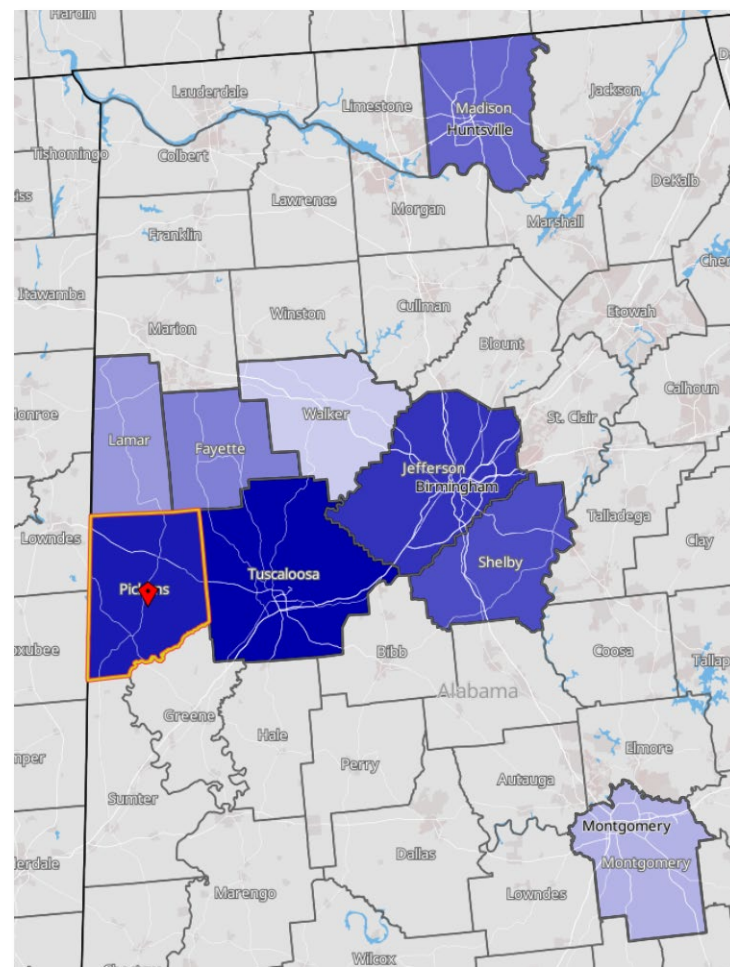 Hardin
Lauderdale
Limestone
Madison
Huntsville
Jackson
Tishomingo
Colbert
Lawrence
Morgan
Marshall
DeKalb
Franklin
Itawamba
Marion
Winston
Cullman
Etowah
Blount
Calhoun
Lamar
Fayette
Walker
St. Clair
Jefferson
Birmingham
Lowndes
Talladega
Clay
Pickens
Tuscaloosa
Shelby
Bibb
Coosa
Alabama
Greene
Hale
Perry
Elmore
Autauga
Sumter
Montgomery
Montgomery
Dallas
Marengo
Lowndes
Wilcox